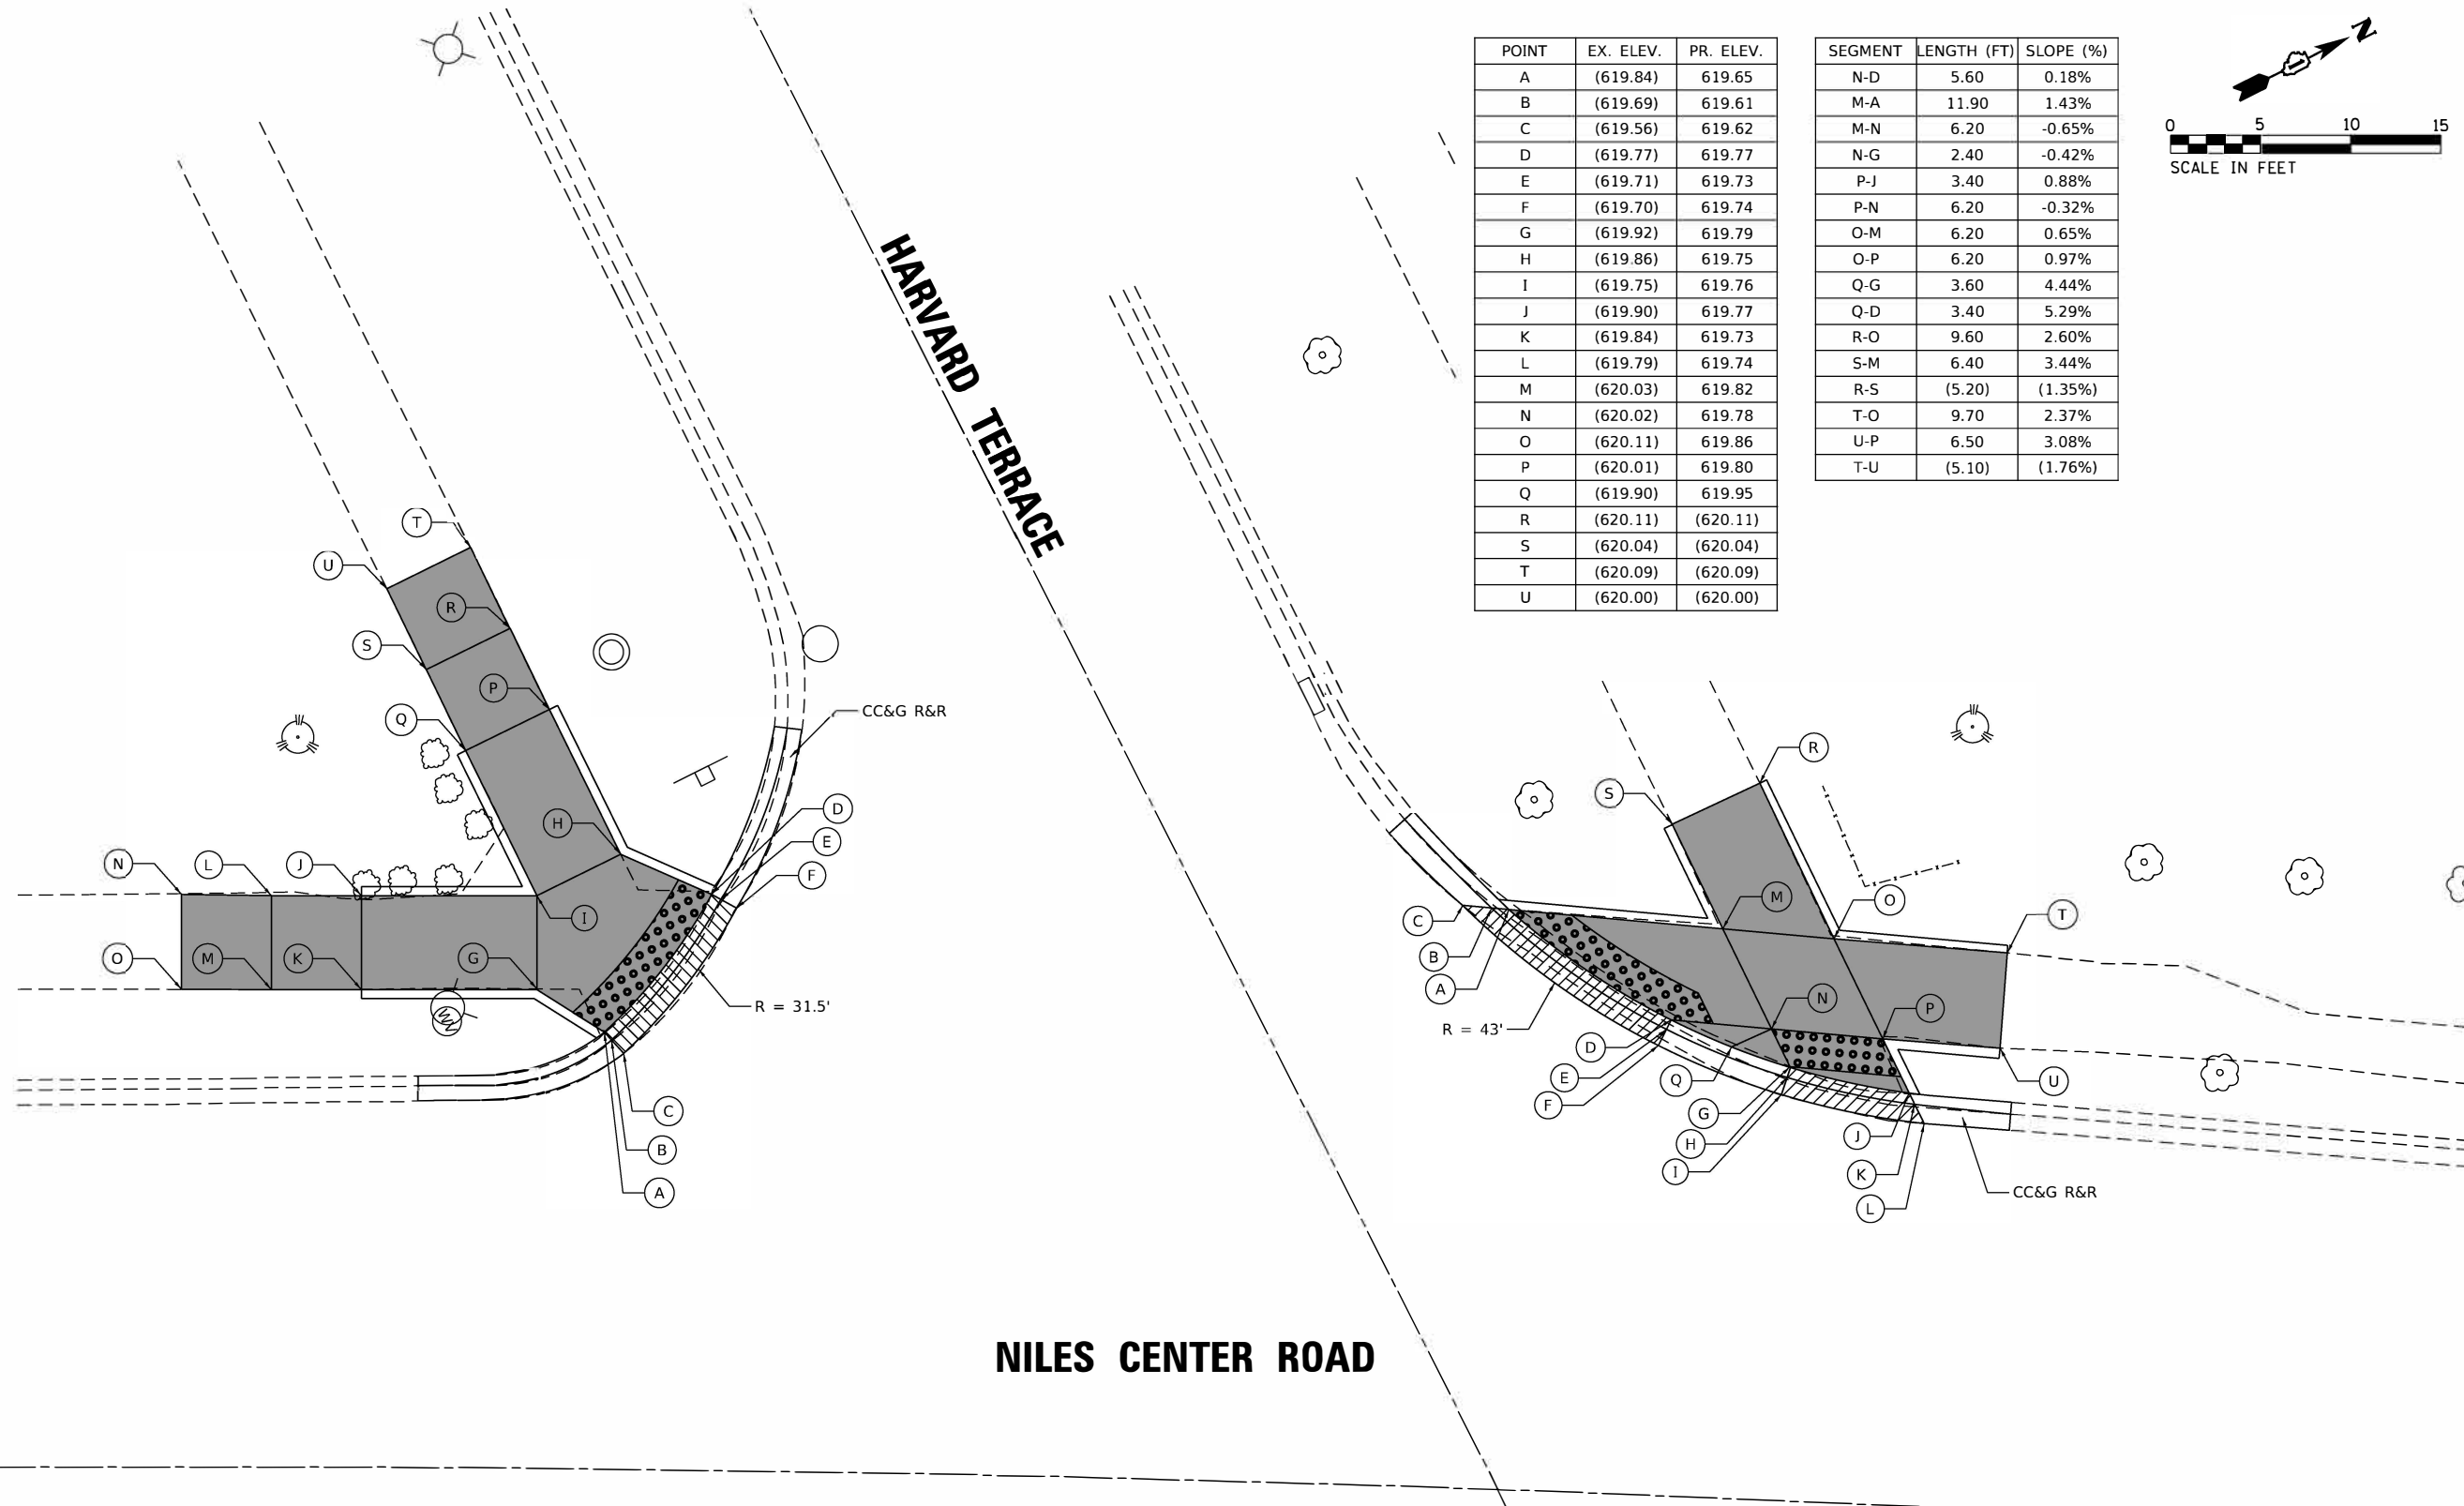 POINT EX. ELEV. PR. ELEV.
A (619.84) 619.65
B (619.69) 619.61
C (619.56) 619.62
D (619.77) 619.77
E (619.71) 619.73
F (619.70) 619.74
G (619.92) 619.79
H (619.86) 619.75
I (619.75) 619.76
J (619.90) 619.77
K (619.84) 619.73
L (619.79) 619.74
M (620.03) 619.82
N (620.02) 619.78
O (620.11) 619.86
P (620.01) 619.80
Q (619.90) 619.95
R (620.11) (620.11)
S (620.04) (620.04)
T (620.09) (620.09)
U (620.00) (620.00)
SEGMENT LENGTH (FT) SLOPE (%)
N-D 5.60 0.18%
M-A 11.90 1.43%
M-N 6.20 -0.65%
N-G 2.40 -0.42%
P-J 3.40 0.88%
P-N 6.20 -0.32%
O-M 6.20 0.65%
O-P 6.20 0.97%
Q-G 3.60 4.44%
Q-D 3.40 5.29%
R-O 9.60 2.60%
S-M 6.40 3.44%
R-S (5.20) (1.35%)
T-O 9.70 2.37%
U-P 6.50 3.08%
T-U (5.10) (1.76%)
N
0 5 10 15
SCALE IN FEET
HARVARD TERRACE
T
U
R
S
P
Q
CC&G R&R
D
H
E
N
L
J
F
I
O
M
K
G
R = 31.5'
C
B
A
R
S
M
O
C
T
B
A
N
P
R = 43'
D
E
Q
U
F
G
J
H
I
K
CC&G R&R
L
NILES CENTER ROAD